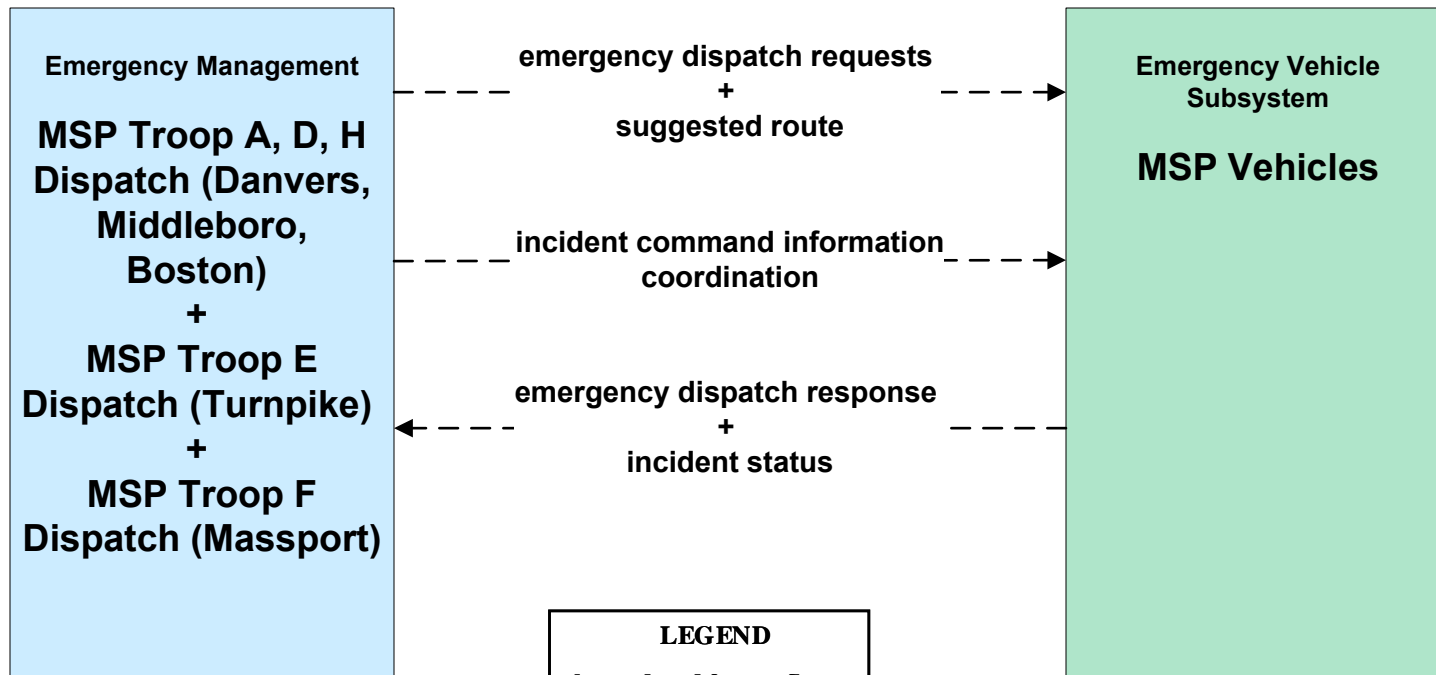 Emergency Management
MSP Troop A, D, H
Dispatch (Danvers,
Middleboro,
Boston)
+
MSP Troop E
Dispatch (Turnpike)
+
MSP Troop F
Dispatch (Massport)
emergency dispatch requests
+
suggested route
incident command information
coordination
emergency dispatch response
+
incident status
Emergency Vehicle
Subsystem
MSP Vehicles
LEGEND